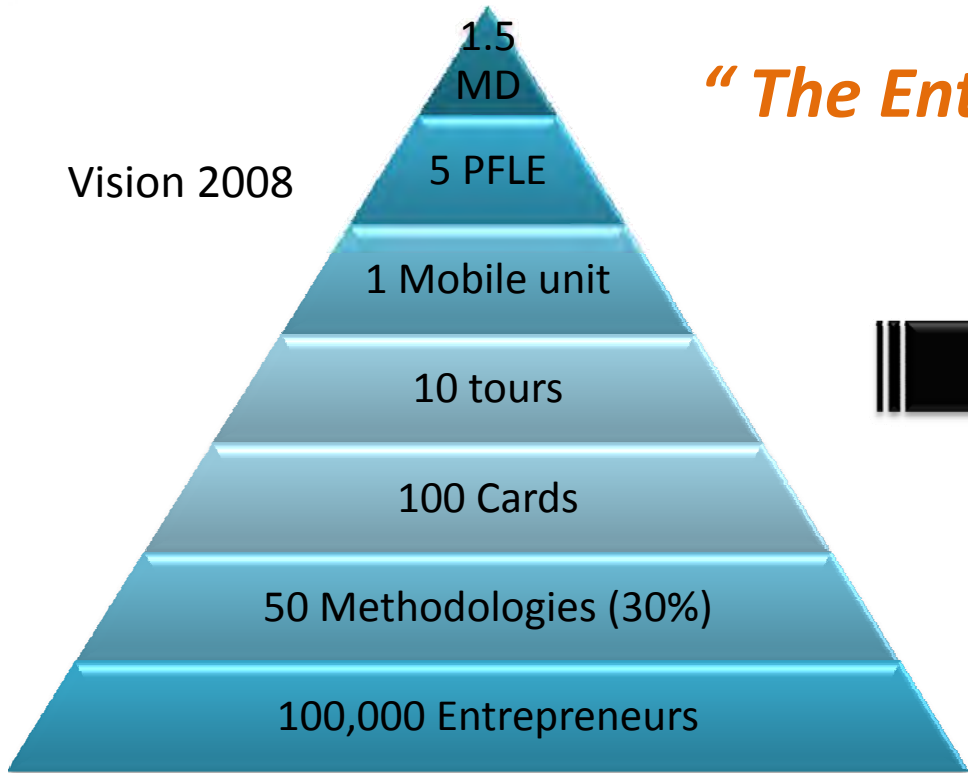 1.5
MD
“ The Ent
Vision 2008
5 PFLE
1 Mobile unit
10 tours
100 Cards
50 Methodologies (30%)
100,000 Entrepreneurs